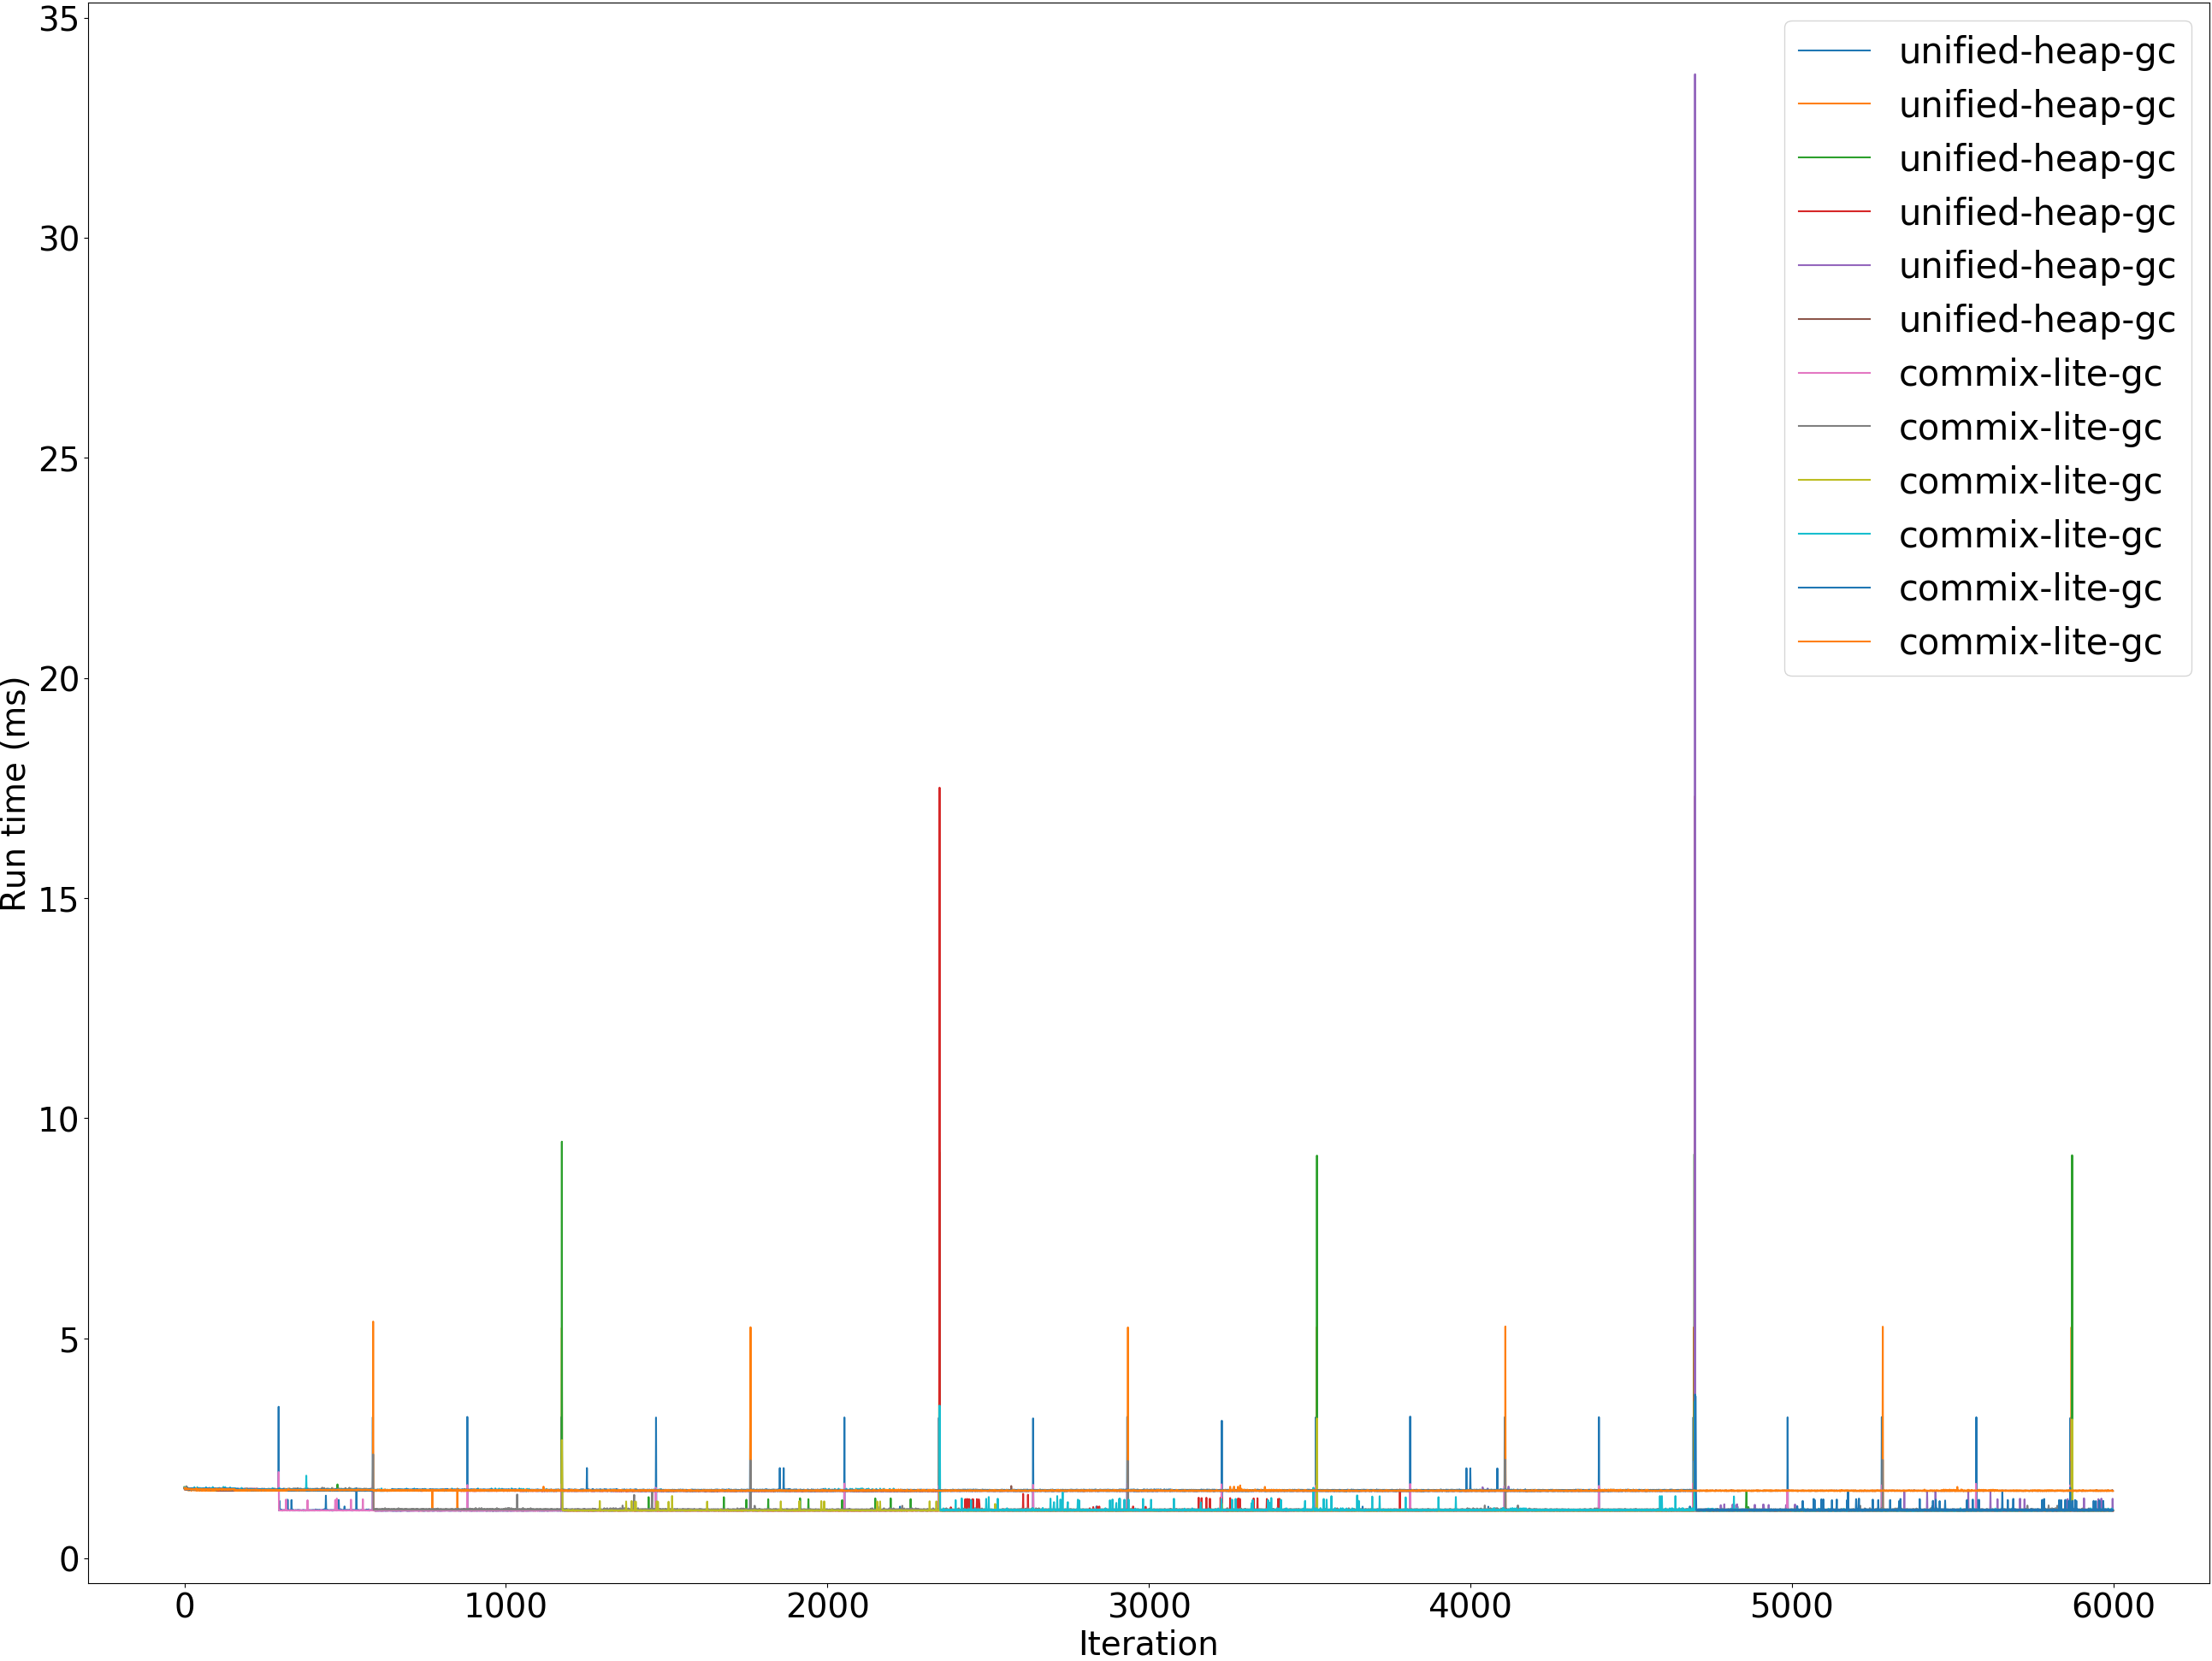 35
30
25
20
15
10
5
0
Run time (ms)
unified-heap-gc
unified-heap-gc
unified-heap-gc
unified-heap-gc
unified-heap-gc
unified-heap-gc
commix-lite-gc
commix-lite-gc
commix-lite-gc
commix-lite-gc
commix-lite-gc
commix-lite-gc
0 1000 2000 3000 4000 5000 6000
Iteration